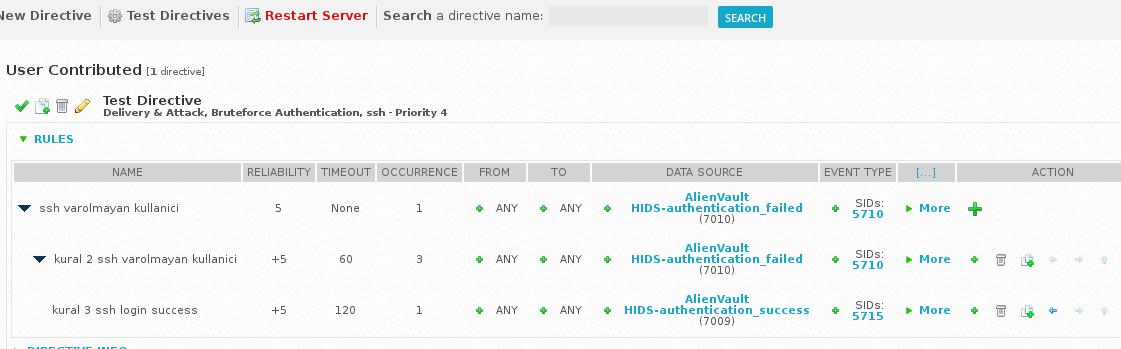 New Directive Test Directives Restart Server Search a directive name: SEARCH
User Contributed [1 directive]
Test Directive
Delivery & Attack, Bruteforce Authentication, ssh - Priority 4
RULES
NAME RELIABILITY TIMEOUT OCCURRENCE FROM TO DATA SOURCE EVENT TYPE [...] ACTION
ssh varolmayan kullanici 5 None 1 ANY ANY AlienVault HIDS-authentication_failed (7010) SIDs: 5710 More
kural 2 ssh varolmayan kullanici +5 60 3 ANY ANY AlienVault HIDS-authentication_failed (7010) SIDs: 5710 More
kural 3 ssh login success +5 120 1 ANY ANY AlienVault HIDS-authentication_success (7009) SIDs: 5715 More
DIRECTIVE INFO